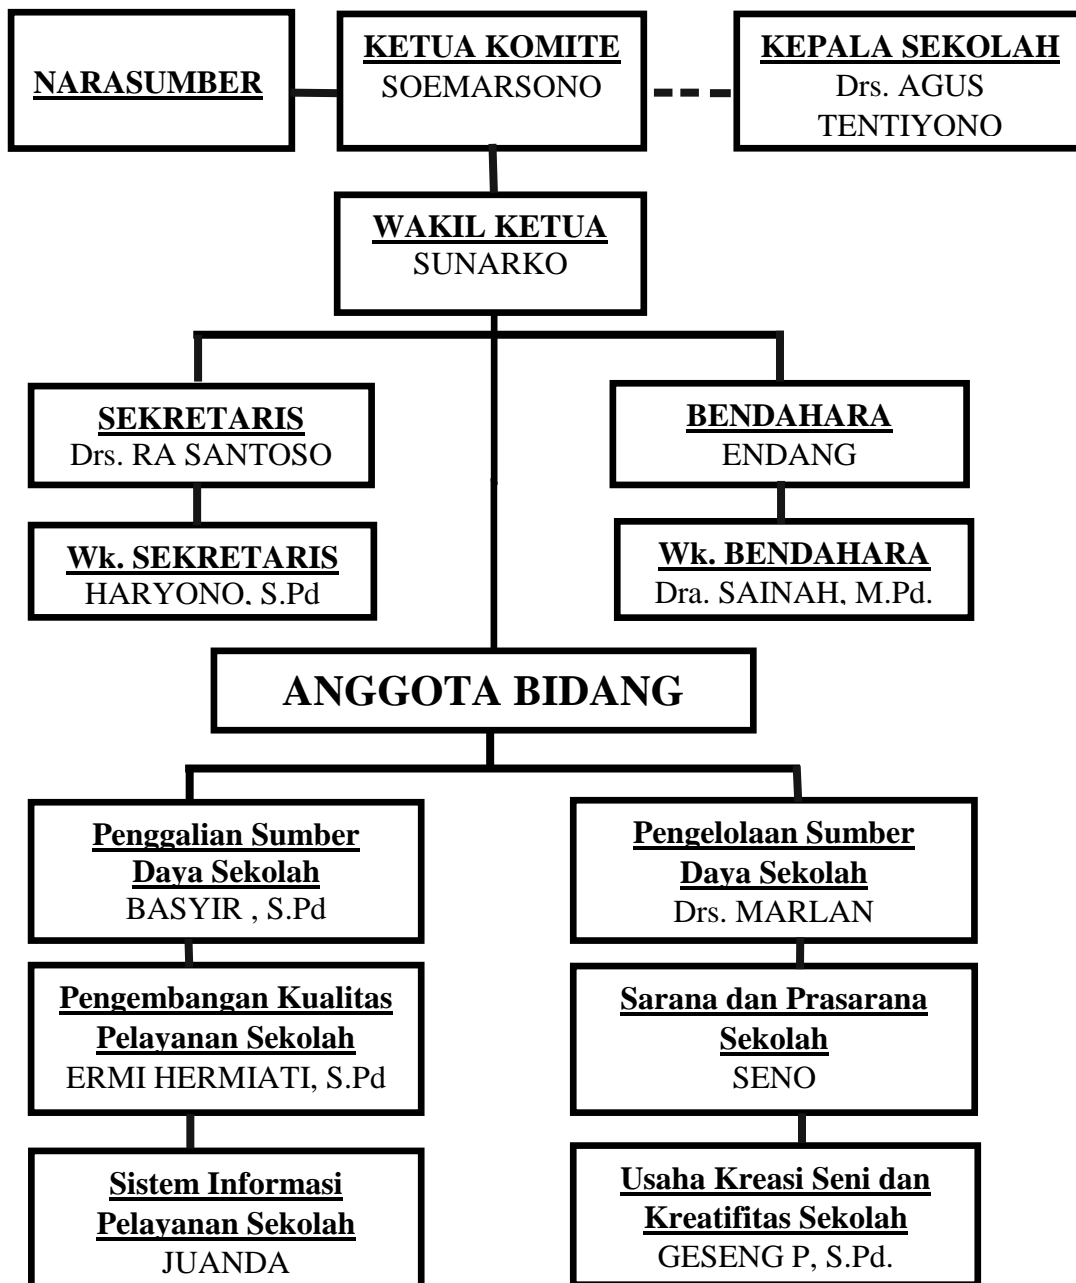 NARASUMBER
KETUA KOMITE
SOEMARSONO
KEPALA SEKOLAH
Drs. AGUS
TENTIYONO
WAKIL KETUA
SUNARKO
SEKRETARIS
Drs. RA SANTOSO
BENDAHARA
ENDANG
Wk. SEKRETARIS
HARYONO, S.Pd
Wk. BENDAHARA
Dra. SAINAH, M.Pd.
ANGGOTA BIDANG
Penggalian Sumber
Daya Sekolah
BASYIR , S.Pd
Pengelolaan Sumber
Daya Sekolah
Drs. MARLAN
Pengembangan Kualitas
Pelayanan Sekolah
ERMI HERMIATI, S.Pd
Sarana dan Prasarana
Sekolah
SENO
Sistem Informasi
Pelayanan Sekolah
JUANDA
Usaha Kreasi Seni dan
Kreatifitas Sekolah
GESENG P, S.Pd.